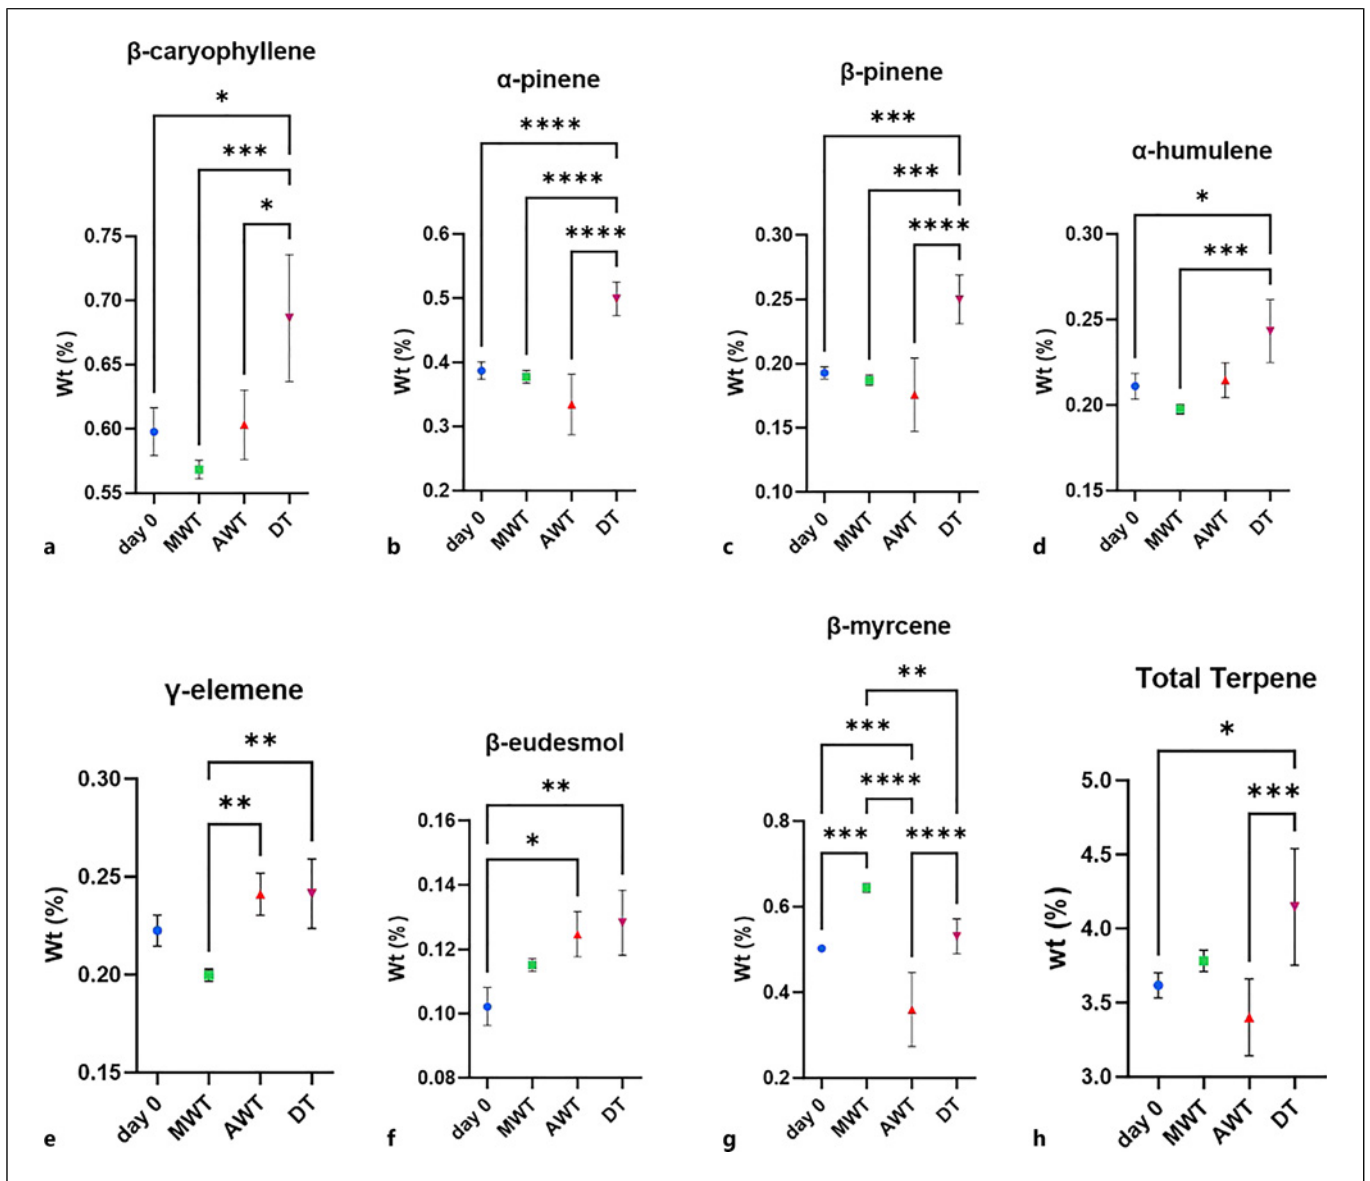 β-caryophyllene
*
***
*
0.75
0.70
0.65
0.60
0.55
Wt (%)
day 0
MWT
AWT
DT
a
α-pinene
****
****
****
0.6
0.5
0.4
0.3
0.2
Wt (%)
day 0
MWT
AWT
DT
b
β-pinene
***
***
****
0.30
0.25
0.20
0.15
0.10
Wt (%)
day 0
MWT
AWT
DT
c
α-humulene
*
***
0.30
0.25
0.20
0.15
Wt (%)
day 0
MWT
AWT
DT
d
γ-elemene
**
**
0.30
0.25
0.20
0.15
Wt (%)
day 0
MWT
AWT
DT
e
β-eudesmol
**
*
0.16
0.14
0.12
0.10
0.08
Wt (%)
day 0
MWT
AWT
DT
f
β-myrcene
**
***
****
*** ****
0.8
0.6
0.4
0.2
Wt (%)
day 0
MWT
AWT
DT
g
Total Terpene
*
***
5.0
4.5
4.0
3.5
3.0
wt (%)
day 0
MWT
AWT
DT
h